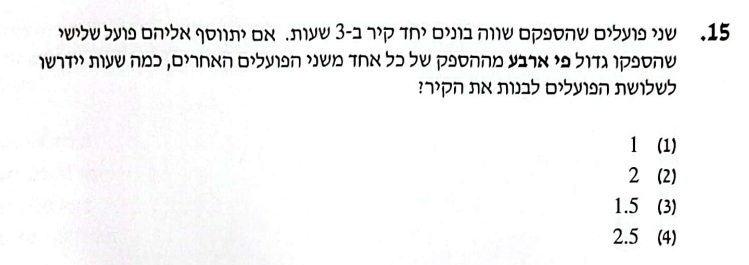 15. שני פועלים שהספקם שווה בונים יחד קיר ב-3 שעות. אם יתווסף אליהם פועל שלישי
שהספקו גדול פי ארבע מההספק של כל אחד משני הפועלים האחרים, כמה שעות יידרשו
לשלושת הפועלים לבנות את הקיר?
(1) 1
(2) 2
(3) 1.5
(4) 2.5